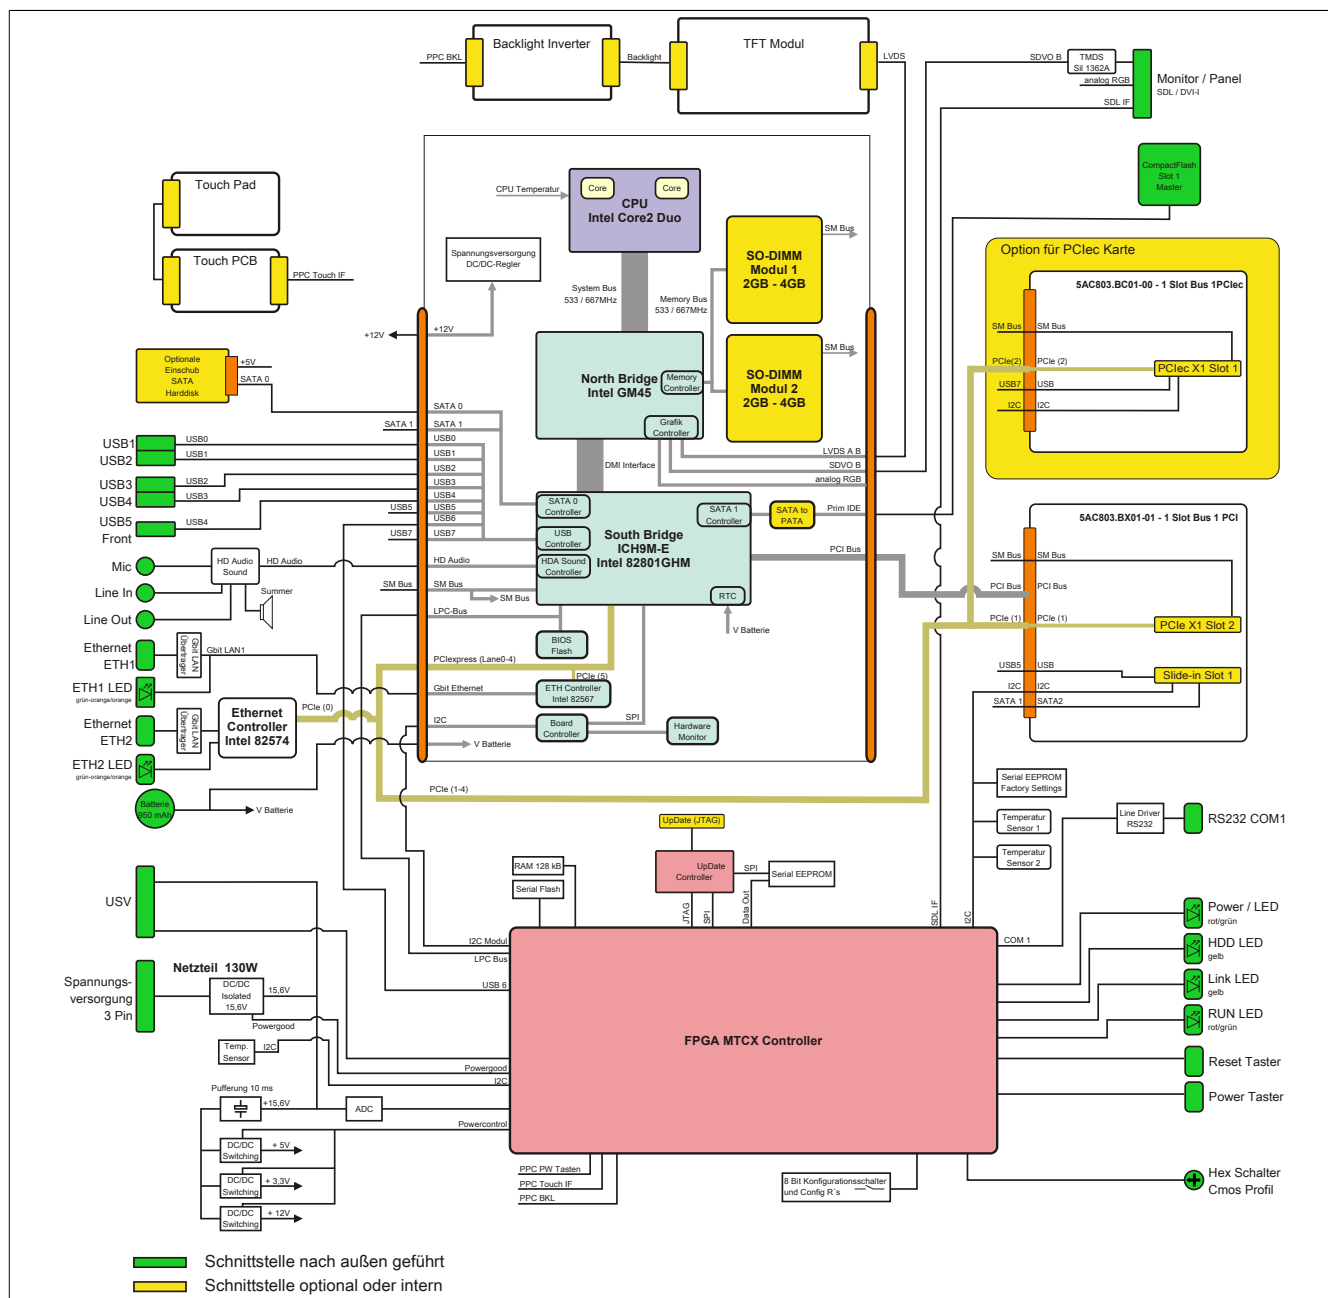 Backlight Inverter
TFT Modul
PPC BKL
Backlight
LVDS
SDVO B
TMDS
Sil 1362A
analog RGB
SDL IF
Monitor / Panel
SDL / DVI-I
CompactFlash
Slot 1
Master
Touch Pad
Touch PCB
PPC Touch IF
CPU Temperatur
Core
Core
CPU
Intel Core2 Duo
Spannungsversorgung
DC/DC-Regler
SO-DIMM
Modul 1
2GB - 4GB
SM Bus
System Bus
533 / 667MHz
Memory Bus
533 / 667MHz
+12V
+12V
SO-DIMM
Modul 2
2GB - 4GB
SM Bus
North Bridge
Intel GM45
Memory
Controller
Grafik
Controller
Option für PCIec Karte
5AC803.BC01-00 - 1 Slot Bus 1PCIec
SM Bus
SM Bus
PCIe(2)
PCIe (2)
PCIec X1 Slot 1
USB7
USB
I2C
I2C
Optionale
Einschub
SATA
Harddisk
+5V
SATA 0
SATA 0
SATA 1
SATA 1
USB1
USB2
USB0
USB1
USB0
USB1
USB3
USB4
USB2
USB3
USB2
USB3
USB5
Front
USB4
USB4
USB5
USB5
USB6
USB7
USB7
DMI Interface
LVDS A B
SDVO B
analog RGB
SATA 0
Controller
USB
Controller
HDA Sound
Controller
South Bridge
ICH9M-E
Intel 82801GHM
SATA 1
Controller
SATA to
PATA
Prim IDE
PCI Bus
RTC
V Batterie
Mic
Line In
Line Out
HD Audio
Sound
HD Audio
HD Audio
Summer
SM Bus
SM Bus
SM Bus
LPC-Bus
BIOS
Flash
5AC803.BX01-01 - 1 Slot Bus 1 PCI
SM Bus
SM Bus
PCI Bus
PCI Bus
PCIe (1)
PCIe (1)
PCIe X1 Slot 2
USB5
USB
Slide-in Slot 1
I2C
I2C
SATA 1
SATA2
Ethernet
ETH1
Gbit LAN
Übertrager
Gbit LAN1
ETH1 LED
grün-orange/orange
Ethernet
ETH2
Gbit LAN
Übertrager
ETH2 LED
grün-orange/orange
Ethernet
Controller
Intel 82574
PCIe (0)
PCIexpress (Lane0-4)
PCIe (5)
Gbit Ethernet
ETH Controller
Intel 82567
SPI
I2C
Board
Controller
Hardware
Monitor
V Batterie
Batterie
950 mAh
V Batterie
PCIe (1-4)
Serial EEPROM
Factory Settings
Temperatur
Sensor 1
Temperatur
Sensor 2
Line Driver
RS232
RS232 COM1
UpDate (JTAG)
UpDate
Controller
SPI
Serial EEPROM
RAM 128 kB
Serial Flash
JTAG
SPI
Data Out
SDL IF
I2C
USV
I2C Modul
LPC Bus
USB 6
COM 1
Power / LED
rot/grün
HDD LED
gelb
Link LED
gelb
RUN LED
rot/grün
Reset Taster
Power Taster
Hex Schalter
Cmos Profil
Netzteil 130W
Spannungs-
versorgung
3 Pin
DC/DC
Isolated
15,6V
15,6V
Powergood
Temp.
Sensor
I2C
Powergood
I2C
FPGA MTCX Controller
Pufferung 10 ms
+15,6V
ADC
Powercontrol
DC/DC
Switching
+ 5V
DC/DC
Switching
+ 3,3V
DC/DC
Switching
+ 12V
PPC PW Tasten
PPC Touch IF
PPC BKL
8 Bit Konfigurationsschalter
und Config R´s
Schnittstelle nach außen geführt
Schnittstelle optional oder intern